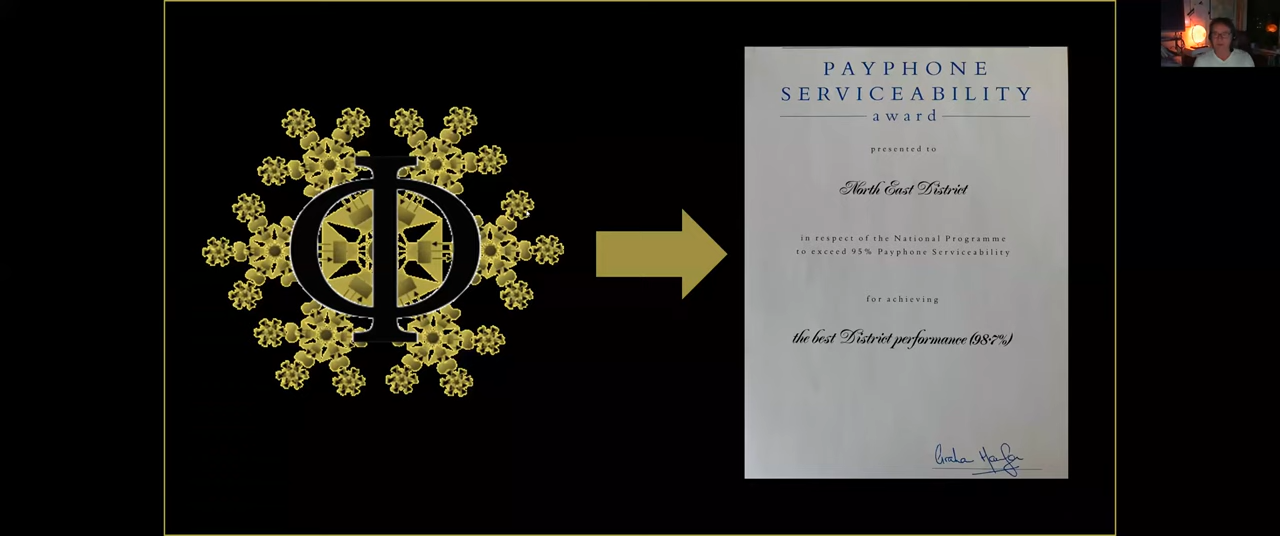 Φ
PAYPHONE
SERVICEABILITY
award
presented to
North East District
in respect of the National Programme
to exceed 95% Payphone Serviceability
for achieving
the best District performance (98·7%)